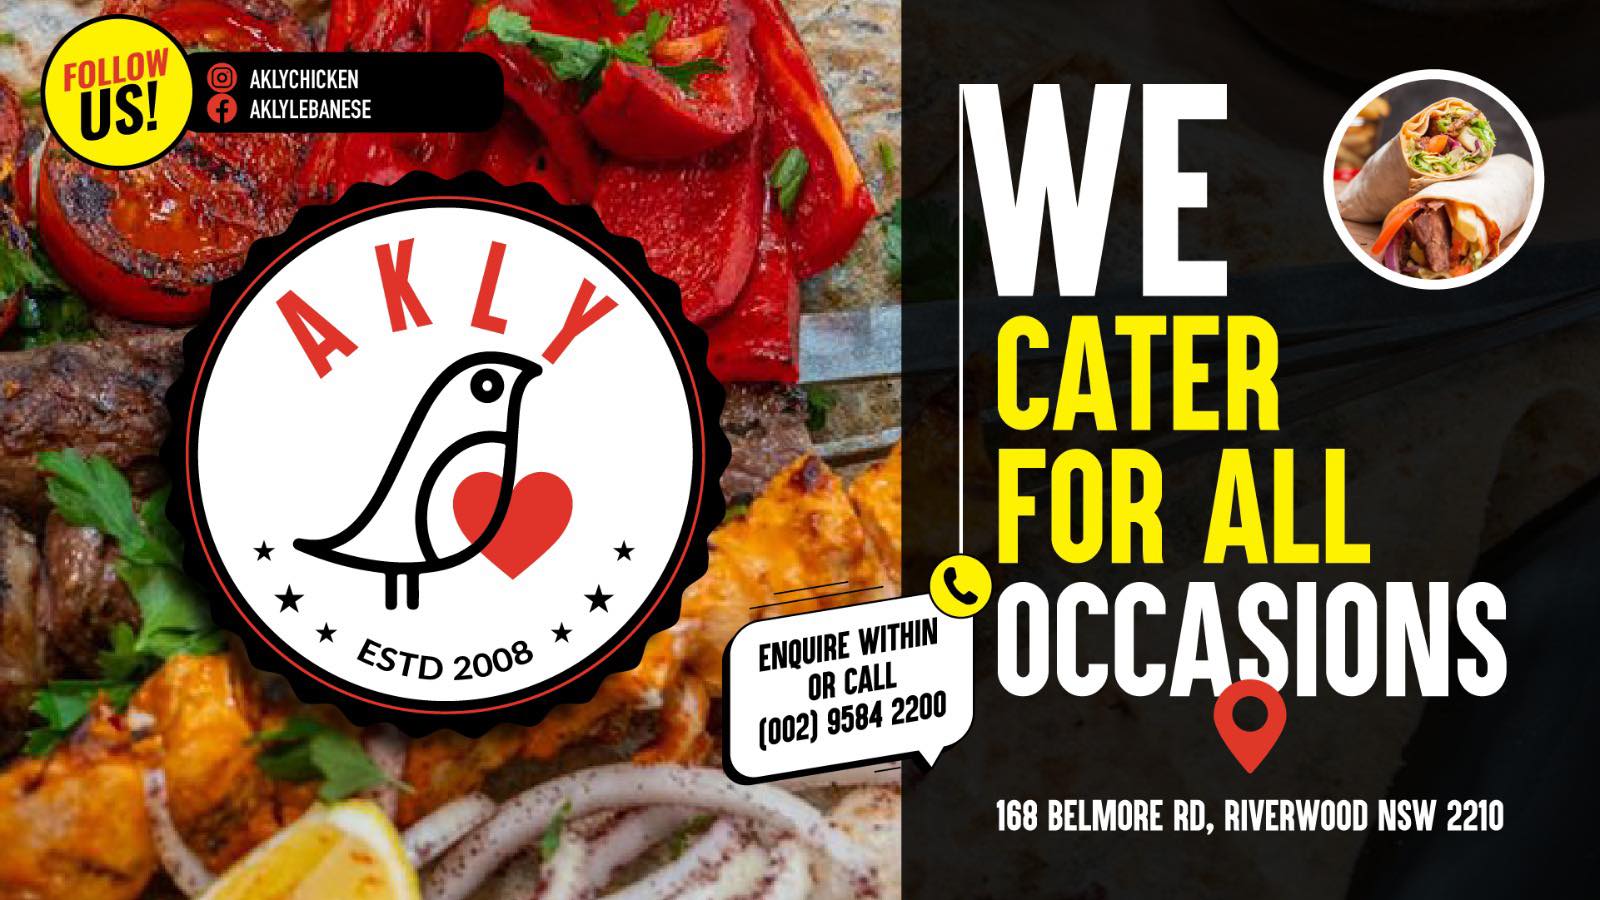 FOLLOW
US!
AKLYCHICKEN
AKLYLEBANESE
AKLY
ESTD 2008
WE
CATER
FOR ALL
OCCASIONS
ENQUIRE WITHIN
OR CALL
(002) 9584 2200
168 BELMORE RD, RIVERWOOD NSW 2210